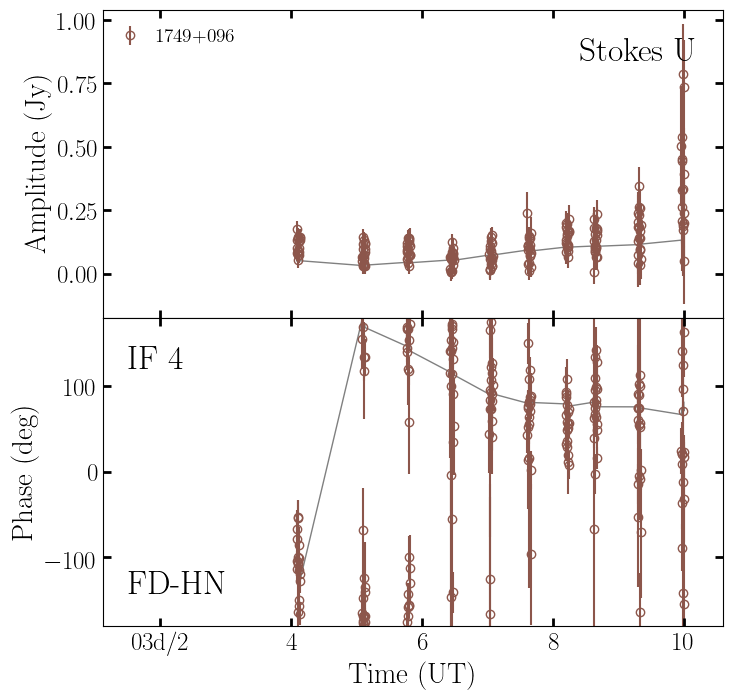 1749+096
Stokes U
1.00
0.75
0.50
0.25
0.00
Amplitude (Jy)
IF 4
100
0
−100
Phase (deg)
FD-HN
03d/2 4 6 8 10
Time (UT)